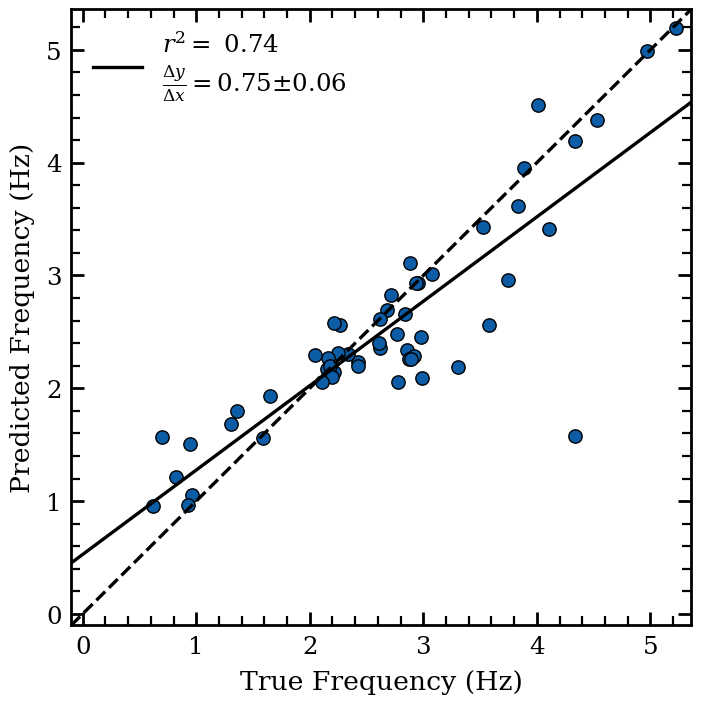 r² = 0.74
Δy/Δx = 0.75±0.06
Predicted Frequency (Hz)
5
4
3
2
1
0
0 1 2 3 4 5
True Frequency (Hz)